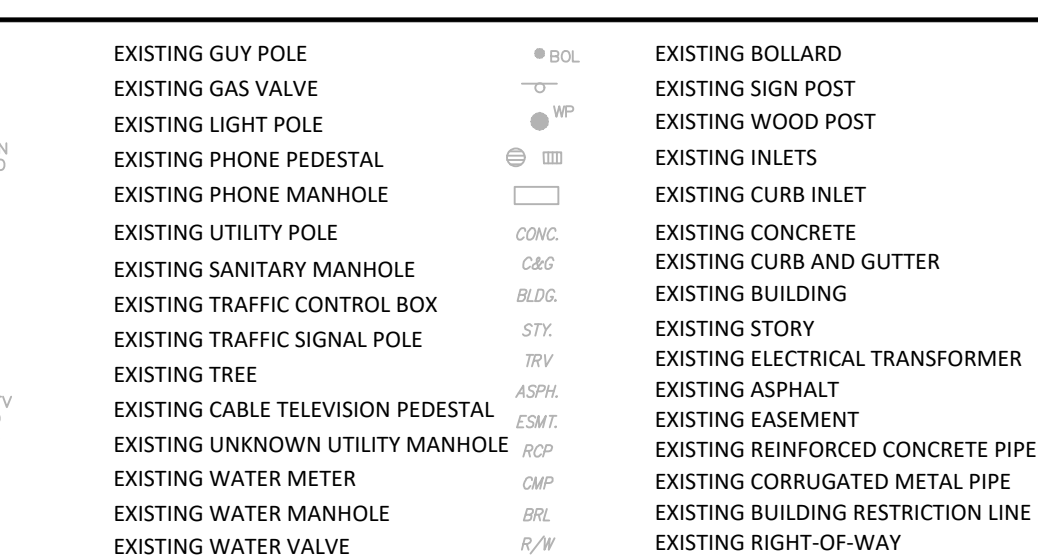 EXISTING GUY POLE
EXISTING GAS VALVE
EXISTING LIGHT POLE
EXISTING PHONE PEDESTAL
EXISTING PHONE MANHOLE
EXISTING UTILITY POLE
EXISTING SANITARY MANHOLE
EXISTING TRAFFIC CONTROL BOX
EXISTING TRAFFIC SIGNAL POLE
EXISTING TREE
EXISTING CABLE TELEVISION PEDESTAL
EXISTING UNKNOWN UTILITY MANHOLE
EXISTING WATER METER
EXISTING WATER MANHOLE
EXISTING WATER VALVE
BOL EXISTING BOLLARD
EXISTING SIGN POST
WP EXISTING WOOD POST
EXISTING INLETS
EXISTING CURB INLET
CONC. EXISTING CONCRETE
C&G EXISTING CURB AND GUTTER
BLDG. EXISTING BUILDING
STY. EXISTING STORY
TRV EXISTING ELECTRICAL TRANSFORMER
ASPH. EXISTING ASPHALT
ESMT. EXISTING EASEMENT
RCP EXISTING REINFORCED CONCRETE PIPE
CMP EXISTING CORRUGATED METAL PIPE
BRL EXISTING BUILDING RESTRICTION LINE
R/W EXISTING RIGHT-OF-WAY